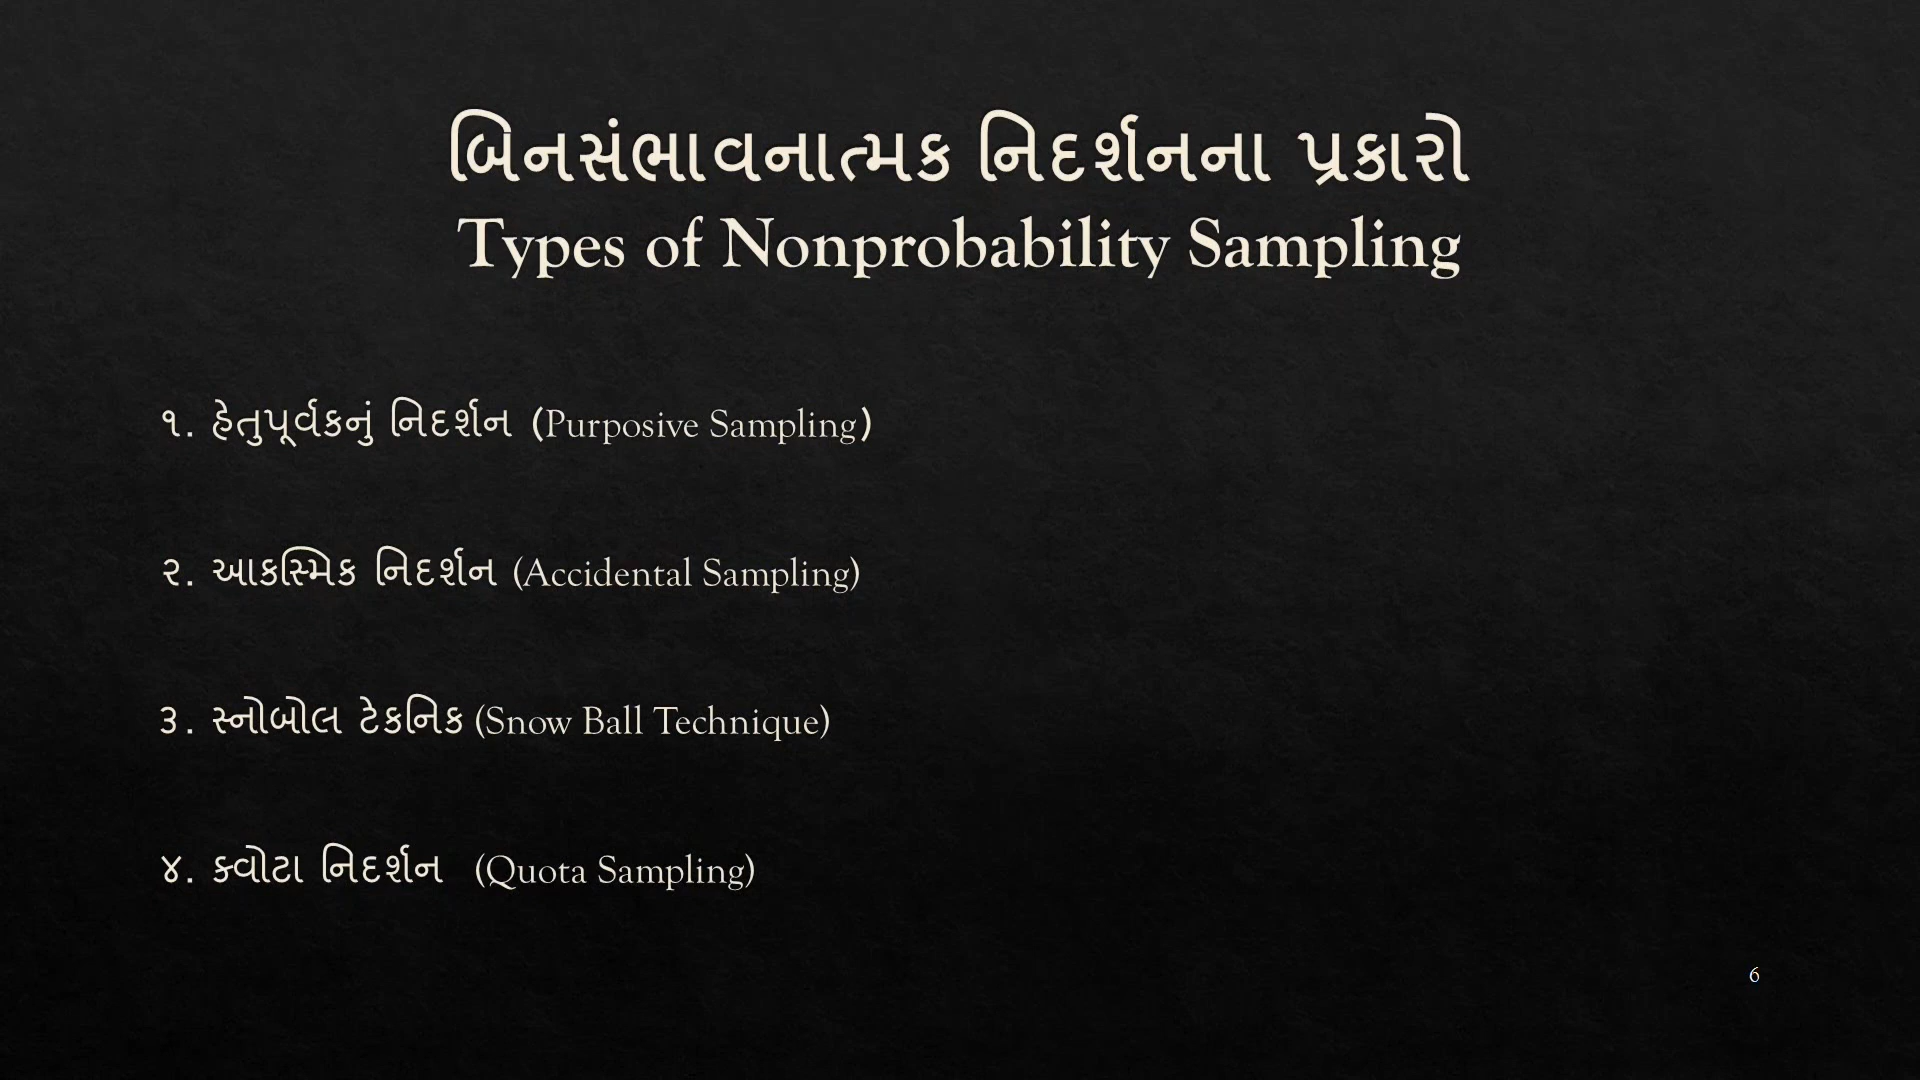 બિનસંભાવનાત્મક નિદર્શનના પ્રકારો
Types of Nonprobability Sampling
૧. હેતુપૂર્વકનું નિદર્શન (Purposive Sampling)
૨. આકસ્મિક નિદર્શન (Accidental Sampling)
૩. સ્નોબોલ ટેકનિક (Snow Ball Technique)
૪. ક્વોટા નિદર્શન (Quota Sampling)
6